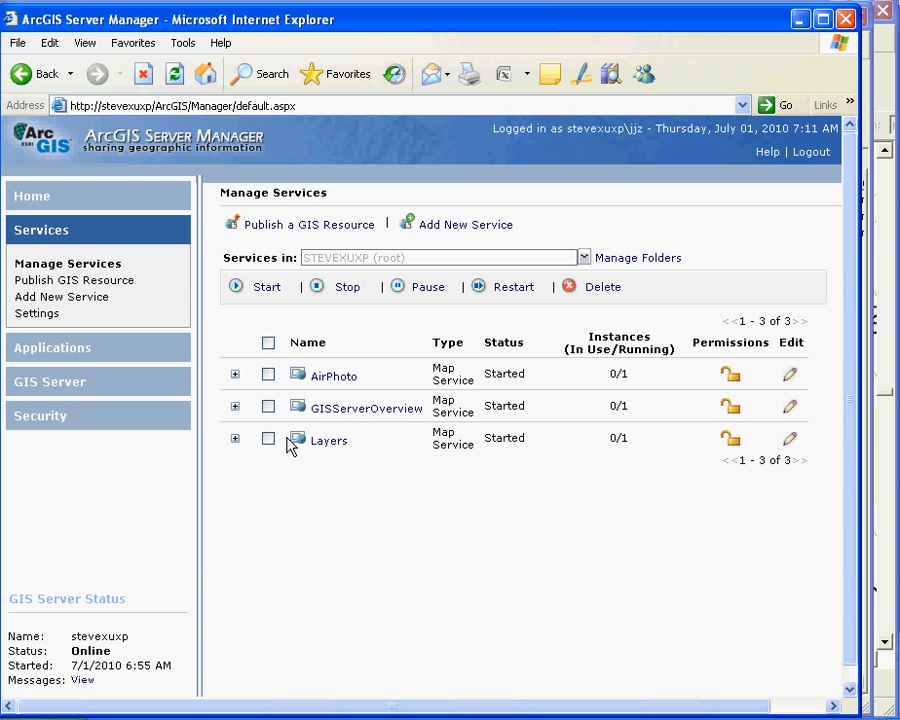 ArcGIS Server Manager - Microsoft Internet Explorer
File Edit View Favorites Tools Help
Back Search Favorites
Address http://stevexuxp/ArcGIS/Manager/default.aspx Go Links »
Arc GIS ESRI ArcGIS Server Manager
sharing geographic information
Logged in as stevexuxp\jjz - Thursday, July 01, 2010 7:11 AM
Help | Logout
Home
Services
Manage Services
Publish GIS Resource
Add New Service
Settings
Applications
GIS Server
Security
GIS Server Status
Name: stevexuxp
Status: Online
Started: 7/1/2010 6:55 AM
Messages: View
Manage Services
Publish a GIS Resource | Add New Service
Services in: STEVEXUXP (root) Manage Folders
Start | Stop | Pause | Restart | Delete
<<1 - 3 of 3>>
Name Type Status Instances (In Use/Running) Permissions Edit
AirPhoto Map Service Started 0/1
GISServerOverview Map Service Started 0/1
Layers Map Service Started 0/1
<<1 - 3 of 3>>